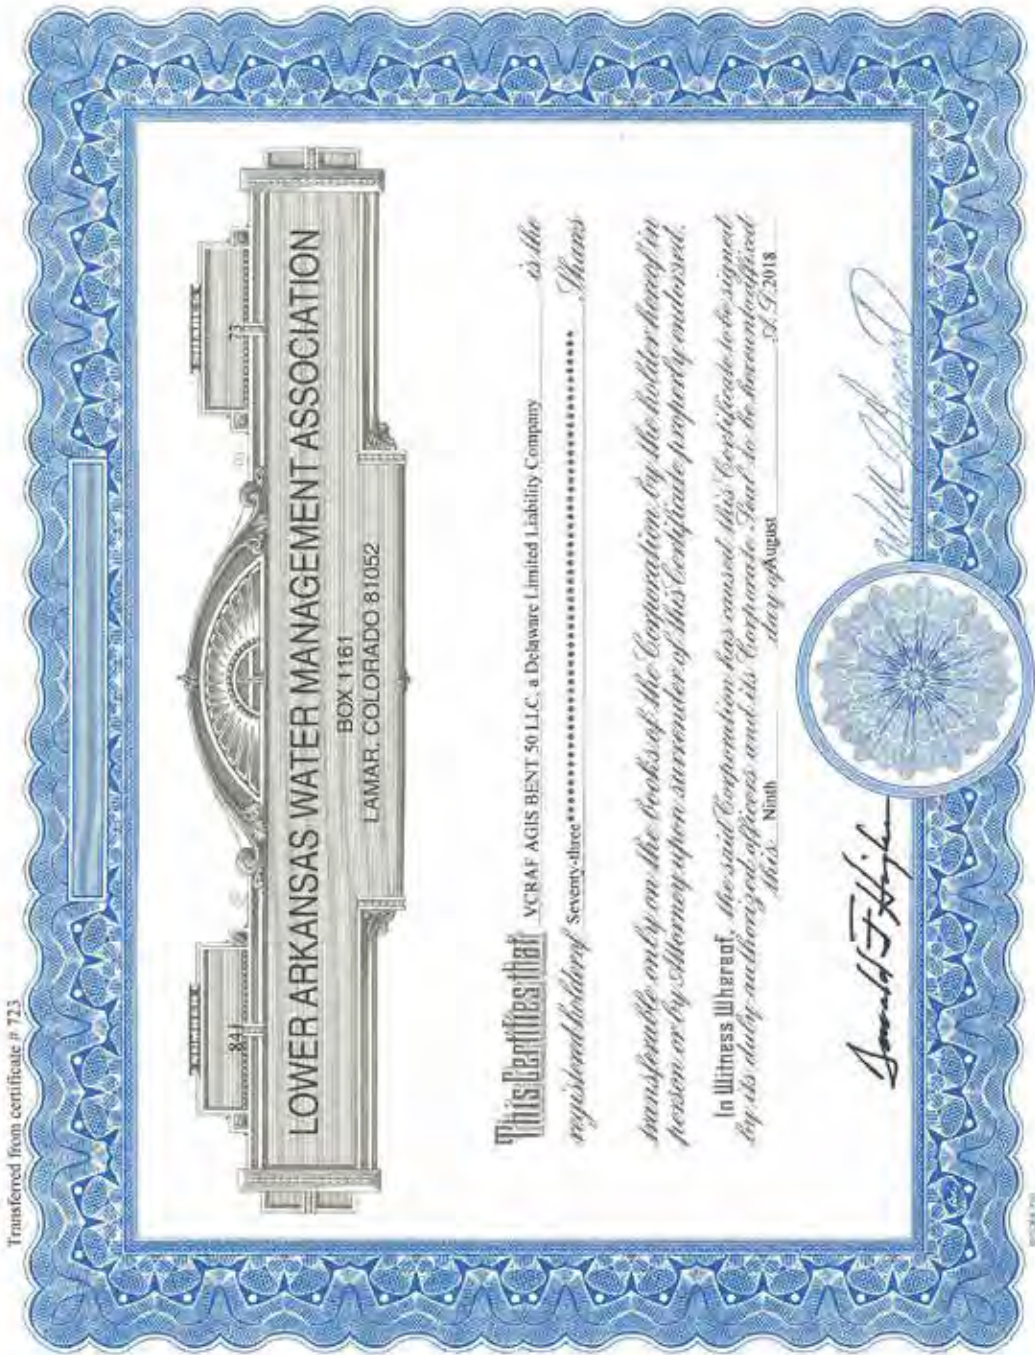 Transferred from certificate # 723
NUMBER
841
SHARES
73
LOWER ARKANSAS WATER MANAGEMENT ASSOCIATION
BOX 1161
LAMAR, COLORADO 81052
This Certifies that VCRAF AGIS BENT 50 LLC, a Delaware Limited Liability Company is the
registered holder of Seventy-three**************************************** Shares
transferable only on the books of the Corporation by the holder hereof in
person or by Attorney upon surrender of this Certificate properly endorsed.
In Witness Whereof, the said Corporation has caused this Certificate to be signed
by its duly authorized officers and its Corporate Seal to be hereunto affixed
this Ninth day of August A.D. 2018